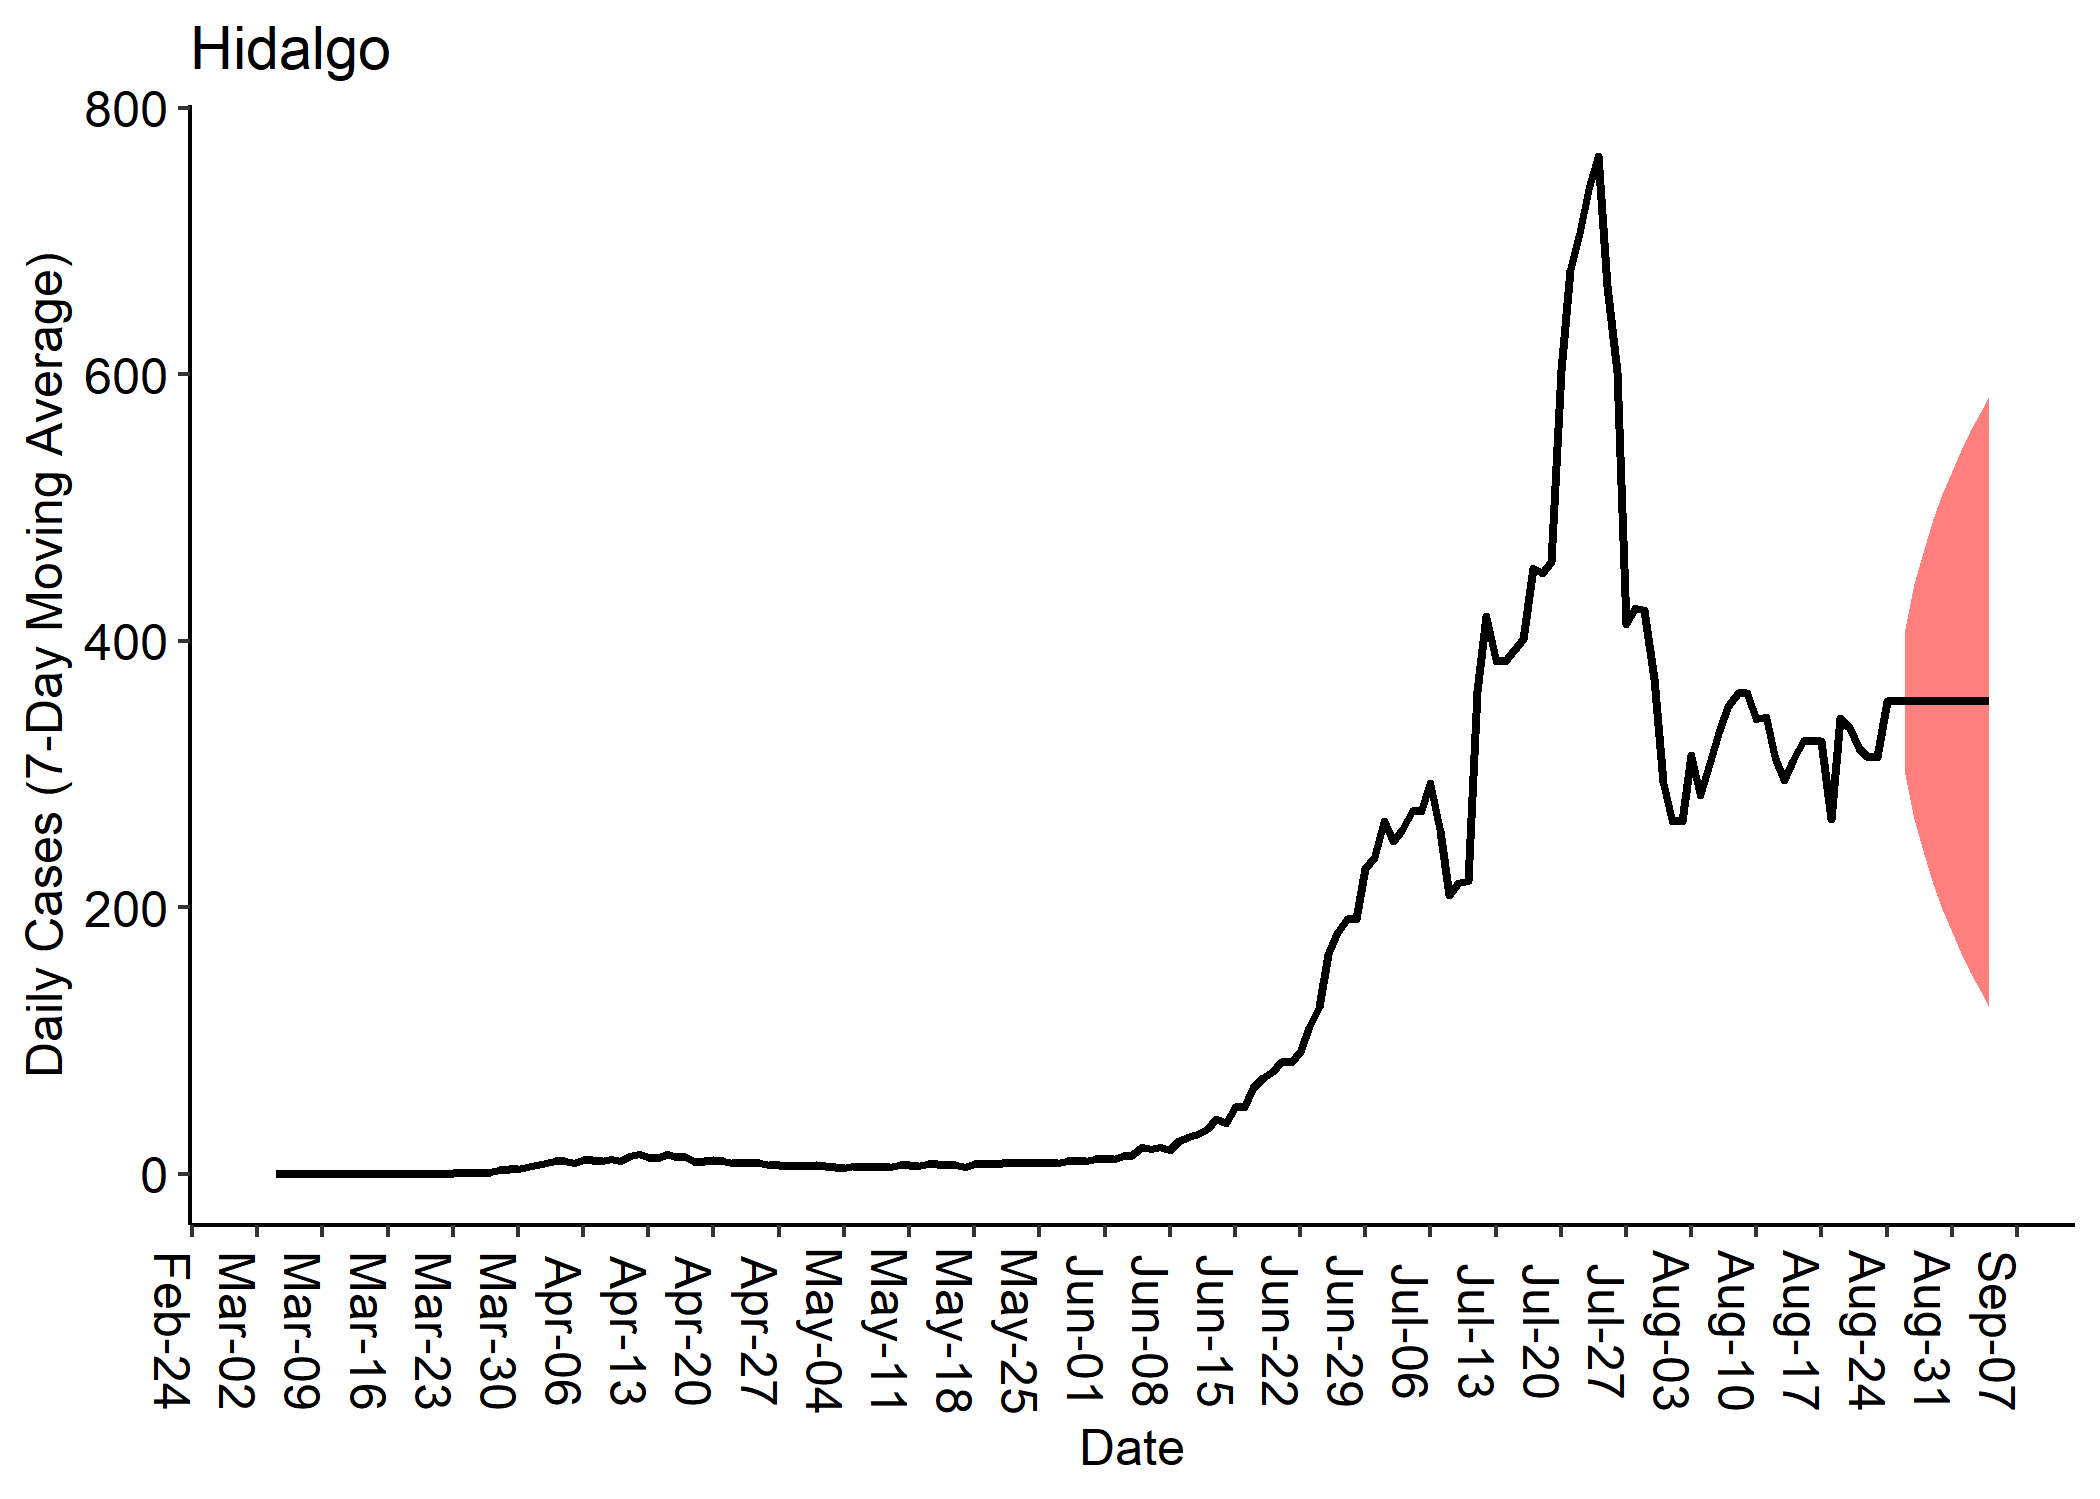 Hidalgo
Daily Cases (7-Day Moving Average)
800
600
400
200
0
Feb-24
Mar-02
Mar-09
Mar-16
Mar-23
Mar-30
Apr-06
Apr-13
Apr-20
Apr-27
May-04
May-11
May-18
May-25
Jun-01
Jun-08
Jun-15
Jun-22
Jun-29
Jul-06
Jul-13
Jul-20
Jul-27
Aug-03
Aug-10
Aug-17
Aug-24
Aug-31
Sep-07
Date